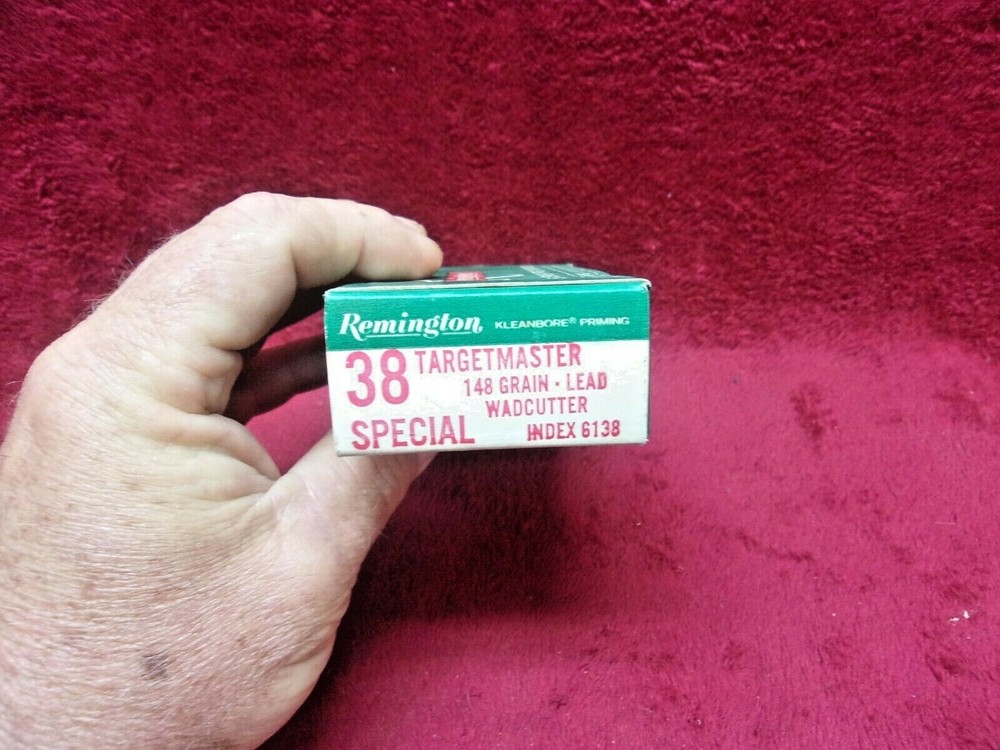 Remington KLEANBORE® PRIMING
38 TARGETMASTER
148 GRAIN · LEAD
WADCUTTER
SPECIAL INDEX 6138